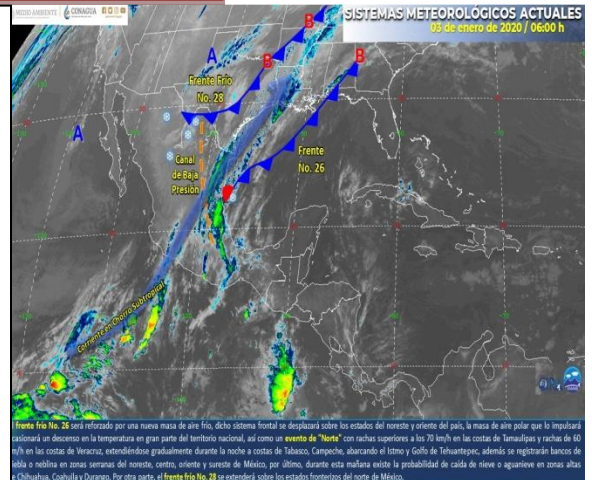 MEDIO AMBIENTE CONAGUA
SISTEMAS METEOROLÓGICOS ACTUALES
03 de enero de 2020 / 06:00 h
B
A
B
B
Frente Frío
No. 28
A
Canal
de Baja
Presión
Frente
No. 26
Corriente en Chorro Subtropical
l frente frío No. 26 será reforzado por una nueva masa de aire frío, dicho sistema frontal se desplazará sobre los estados del noreste y oriente del país, la masa de aire polar que lo impulsará
casionará un descenso en la temperatura en gran parte del territorio nacional, así como un evento de "Norte" con rachas superiores a los 70 km/h en las costas de Tamaulipas y rachas de 60
m/h en las costas de Veracruz, extendiéndose gradualmente durante la noche a costas de Tabasco, Campeche, abarcando el Istmo y Golfo de Tehuantepec, además se registrarán bancos de
iebla o neblina en zonas serranas del noreste, centro, oriente y sureste de México, por último, durante esta mañana existe la probabilidad de caída de nieve o aguanieve en zonas altas
e Chihuahua, Coahuila y Durango. Por otra parte, el frente frío No. 28 se extenderá sobre los estados fronterizos del norte de México.